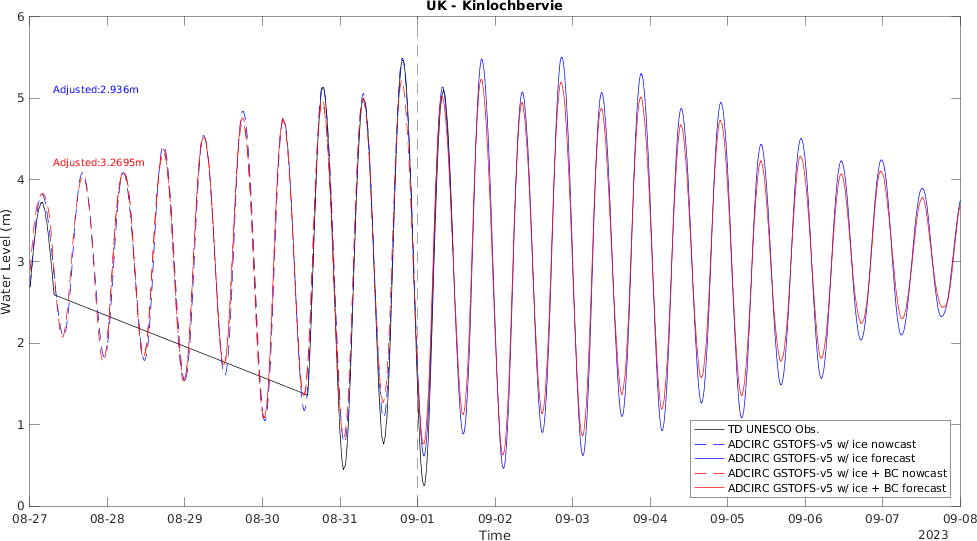 UK - Kinlochbervie
6
5
4
3
2
1
0
Water Level (m)
Adjusted:2.936m
Adjusted:3.2695m
TD UNESCO Obs.
ADCIRC GSTOFS-v5 w/ ice nowcast
ADCIRC GSTOFS-v5 w/ ice forecast
ADCIRC GSTOFS-v5 w/ ice + BC nowcast
ADCIRC GSTOFS-v5 w/ ice + BC forecast
08-27 08-28 08-29 08-30 08-31 09-01 09-02 09-03 09-04 09-05 09-06 09-07 09-08
Time
2023